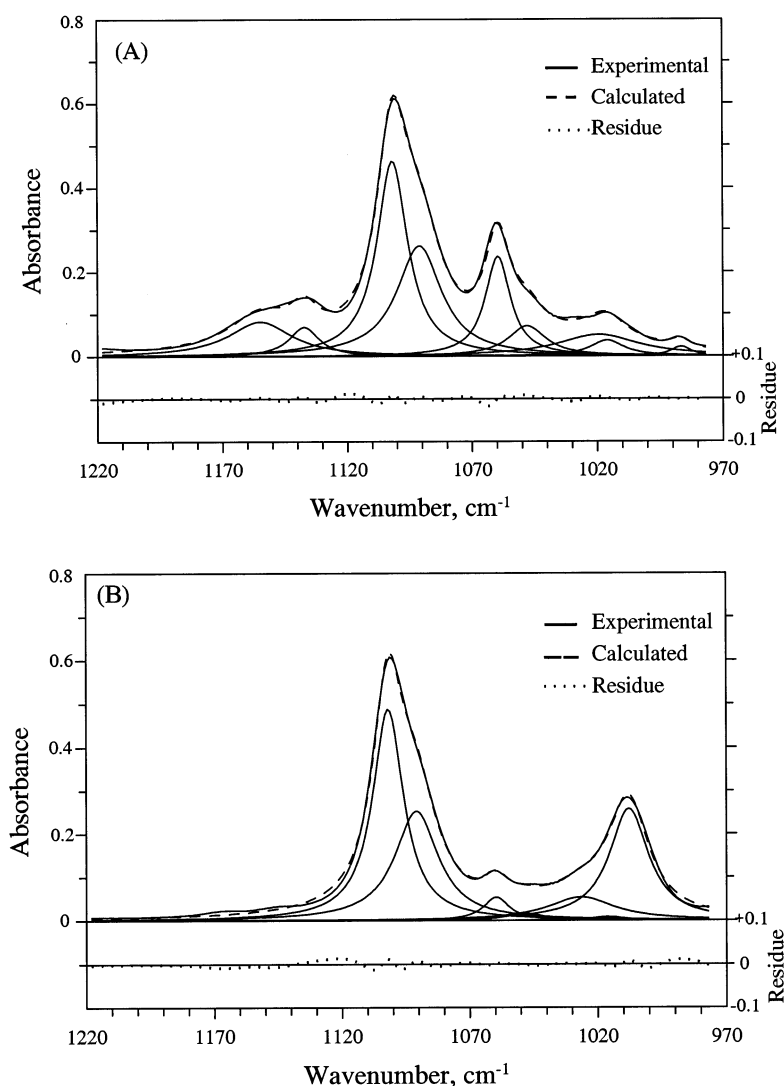 (A)
Experimental
Calculated
Residue
0.8
0.6
0.4
0.2
0
Absorbance
+0.1
0
-0.1
Residue
1220 1170 1120 1070 1020 970
Wavenumber, cm-1
(B)
Experimental
Calculated
Residue
0.8
0.6
0.4
0.2
0
Absorbance
+0.1
0
-0.1
Residue
1220 1170 1120 1070 1020 970
Wavenumber, cm-1